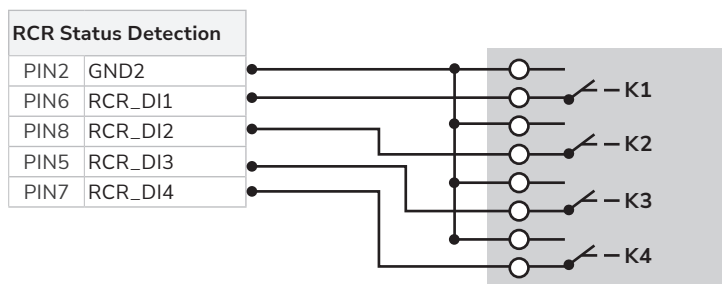 RCR Status Detection
PIN2 GND2
PIN6 RCR_DI1
PIN8 RCR_DI2
PIN5 RCR_DI3
PIN7 RCR_DI4
K1
K2
K3
K4